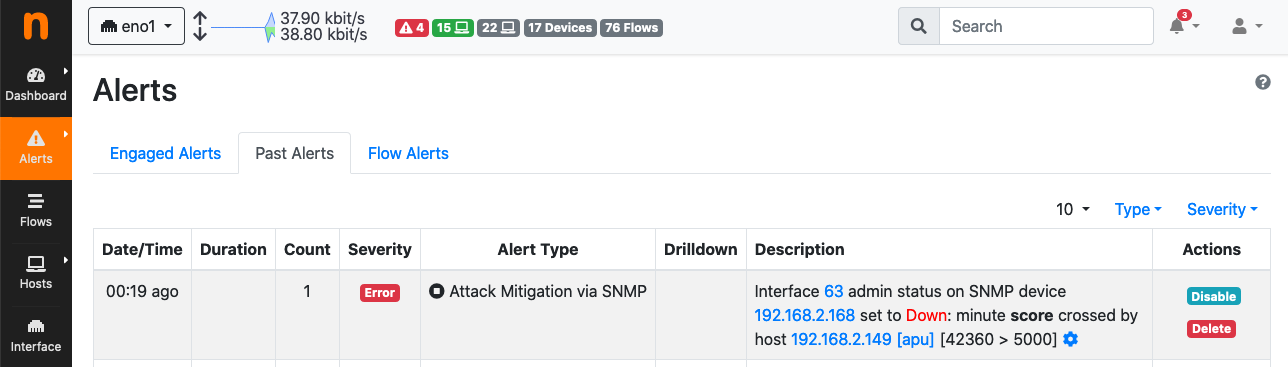 n
eno1
37.90 kbit/s
38.80 kbit/s
4
15
22
17 Devices
76 Flows
Search
3
Dashboard
Alerts
Flows
Hosts
Interface
Alerts
Engaged Alerts
Past Alerts
Flow Alerts
10
Type
Severity
Date/Time Duration Count Severity Alert Type Drilldown Description Actions
00:19 ago 1 Error Attack Mitigation via SNMP
Interface 63 admin status on SNMP device
192.168.2.168 set to Down: minute score crossed by
host 192.168.2.149 [apu] [42360 > 5000]
Disable
Delete